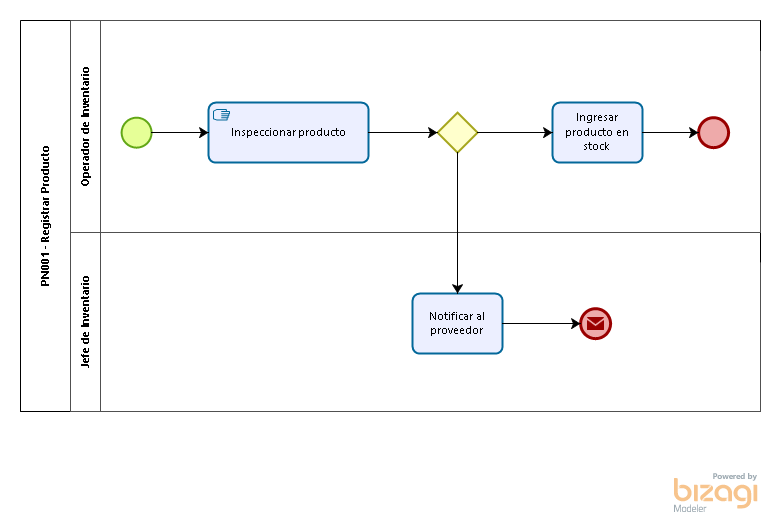 PN001 - Registrar Producto
Operador de Inventario
Inspeccionar producto
Ingresar
producto en
stock
Jefe de Inventario
Notificar al
proveedor
Powered by
bizagi
Modeler